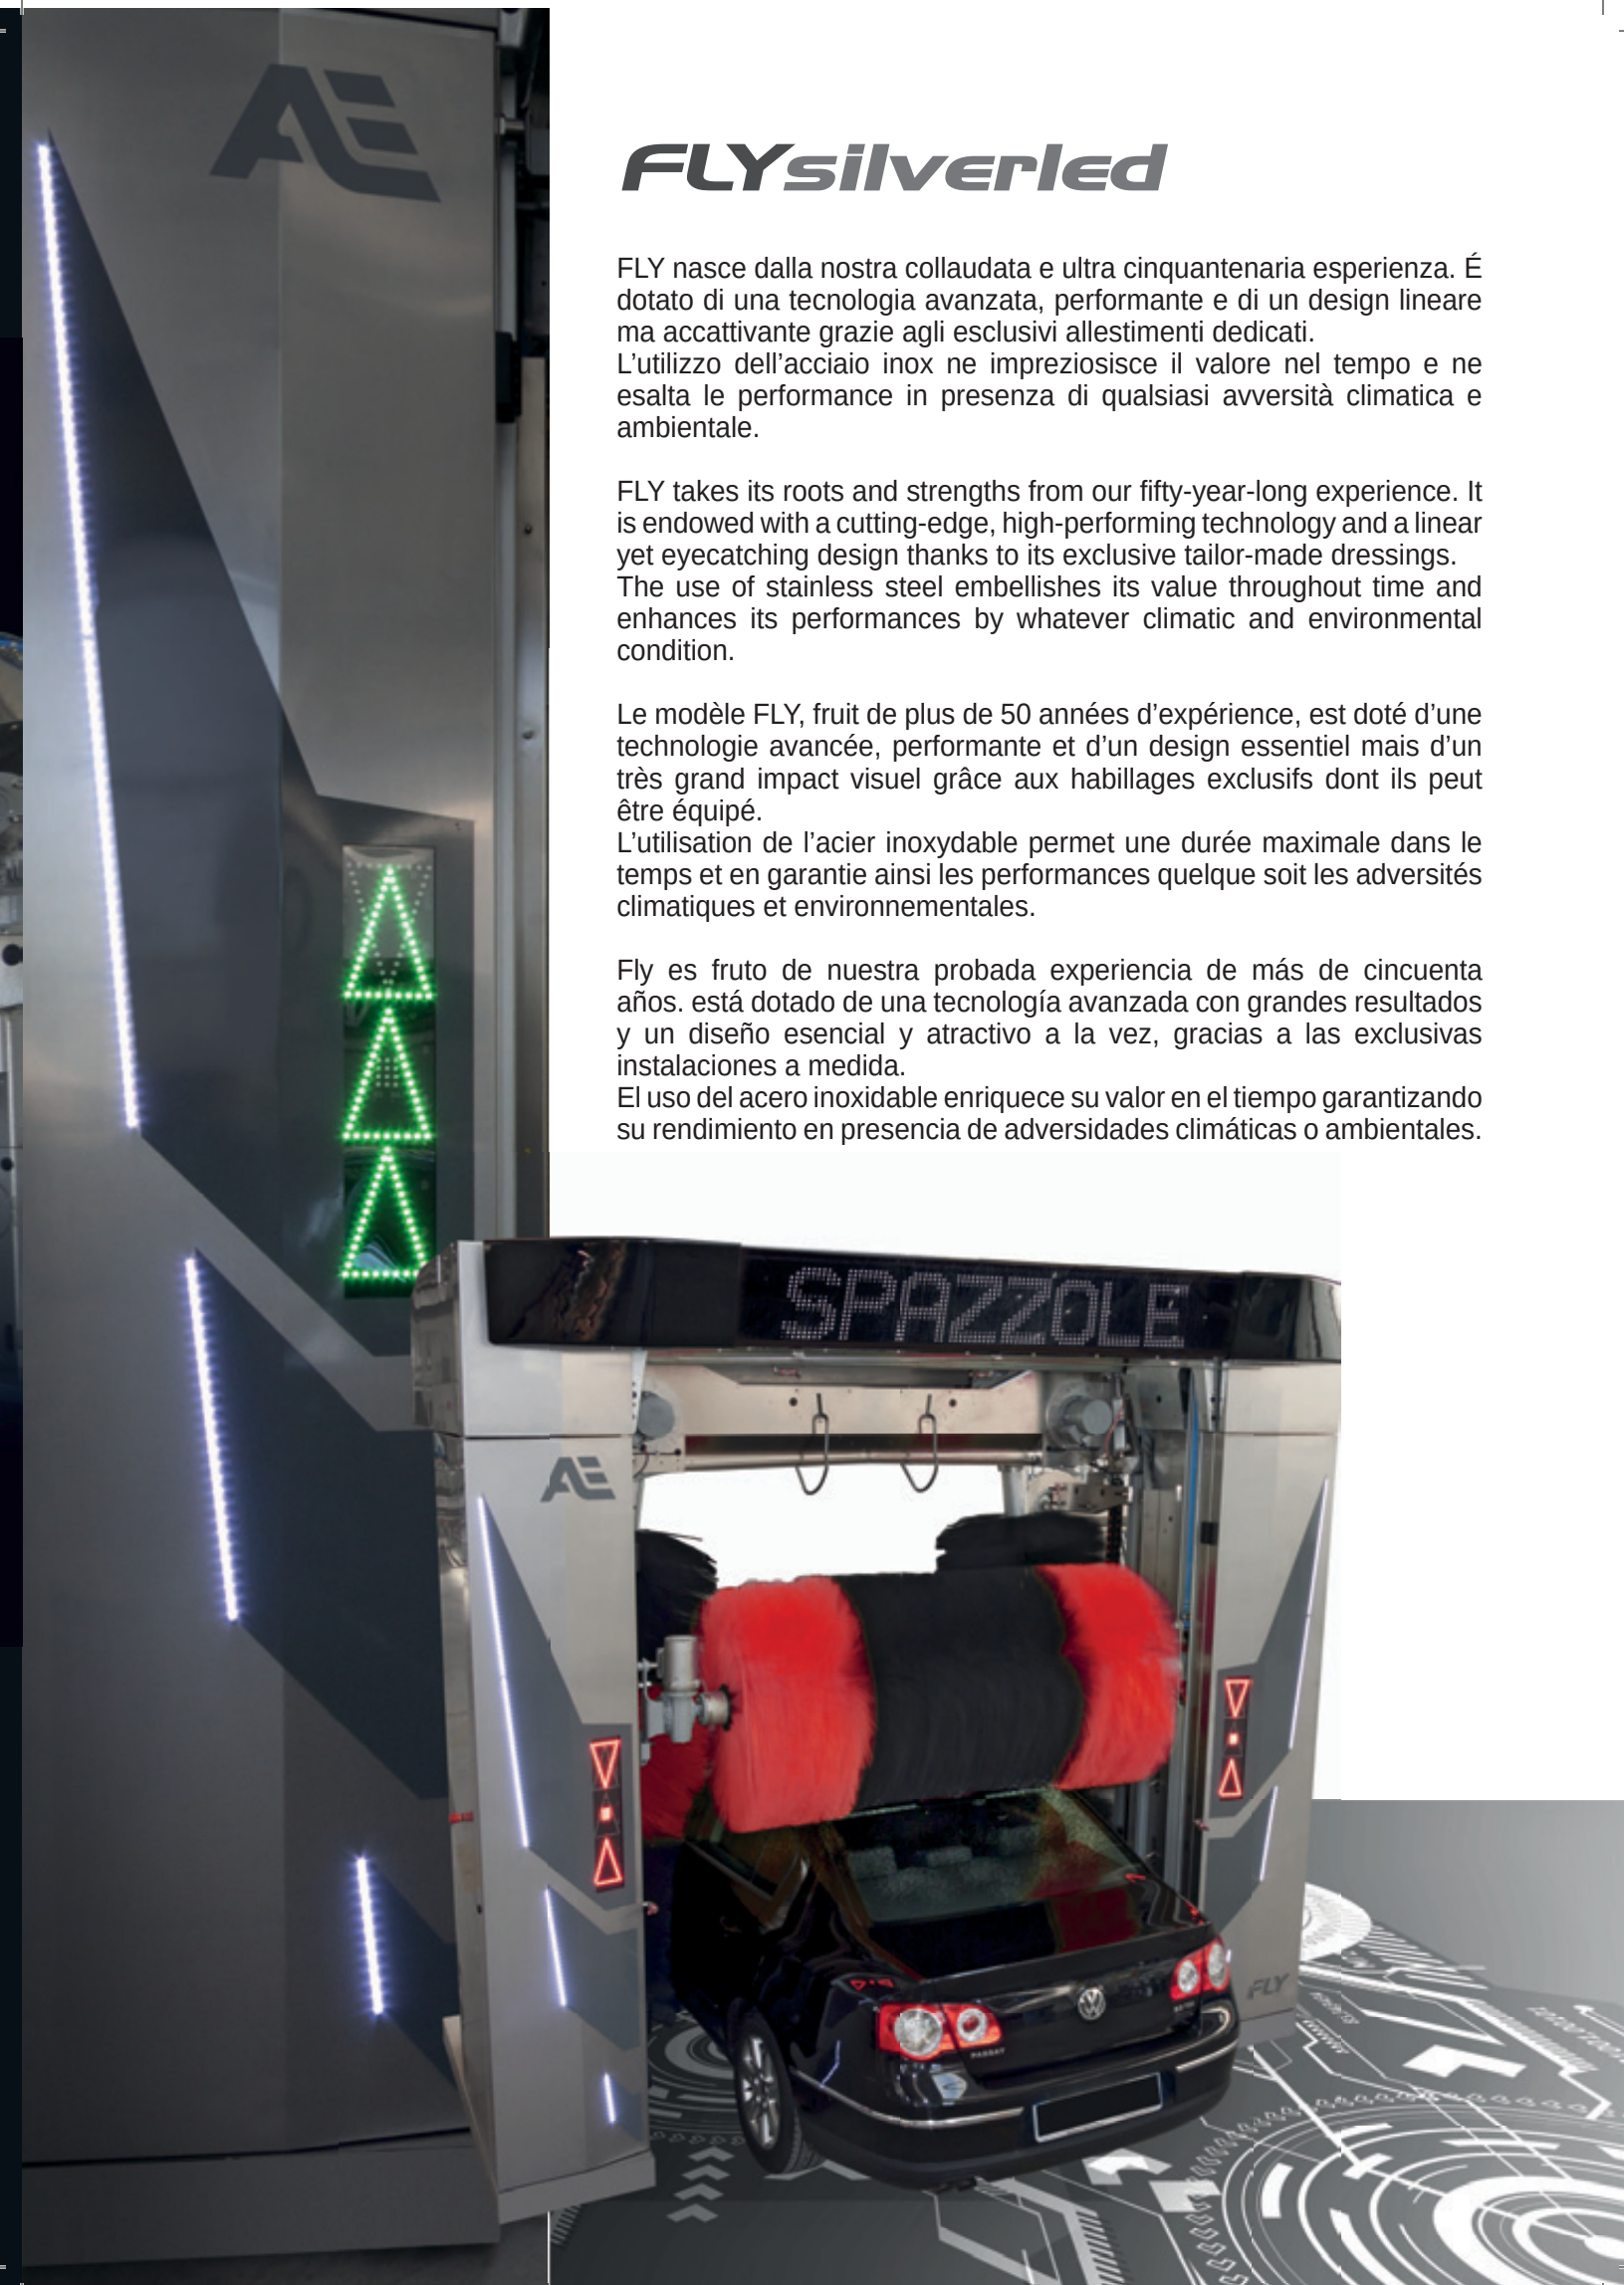 AE
FLYsilverled
FLY nasce dalla nostra collaudata e ultra cinquantenaria esperienza. É
dotato di una tecnologia avanzata, performante e di un design lineare
ma accattivante grazie agli esclusivi allestimenti dedicati.
L’utilizzo dell’acciaio inox ne impreziosisce il valore nel tempo e ne
esalta le performance in presenza di qualsiasi avversità climatica e
ambientale.
FLY takes its roots and strengths from our fifty-year-long experience. It
is endowed with a cutting-edge, high-performing technology and a linear
yet eyecatching design thanks to its exclusive tailor-made dressings.
The use of stainless steel embellishes its value throughout time and
enhances its performances by whatever climatic and environmental
condition.
Le modèle FLY, fruit de plus de 50 années d’expérience, est doté d’une
technologie avancée, performante et d’un design essentiel mais d’un
très grand impact visuel grâce aux habillages exclusifs dont ils peut
être équipé.
L’utilisation de l’acier inoxydable permet une durée maximale dans le
temps et en garantie ainsi les performances quelque soit les adversités
climatiques et environnementales.
Fly es fruto de nuestra probada experiencia de más de cincuenta
años. está dotado de una tecnología avanzada con grandes resultados
y un diseño esencial y atractivo a la vez, gracias a las exclusivas
instalaciones a medida.
El uso del acero inoxidable enriquece su valor en el tiempo garantizando
su rendimiento en presencia de adversidades climáticas o ambientales.
SPAZZOLE
AE
FLY
PASSAT